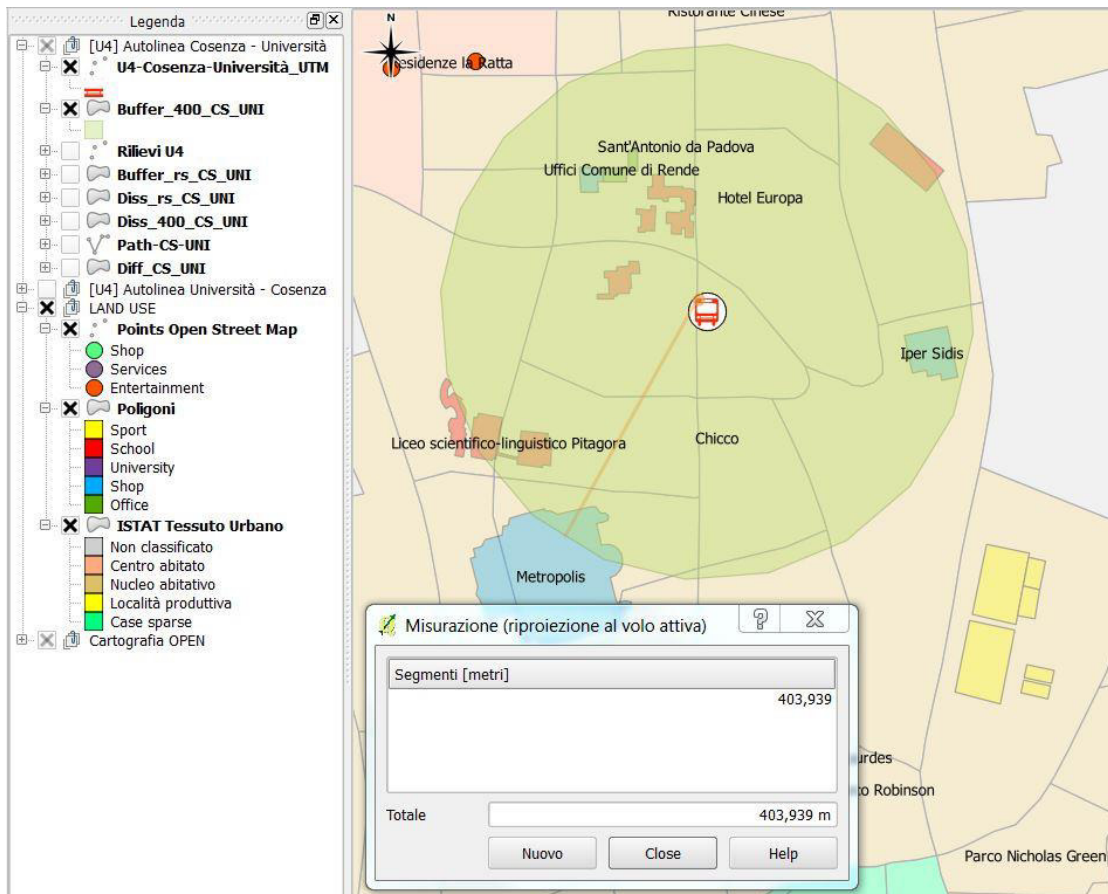 Legenda
[U4] Autolinea Cosenza - Università
U4-Cosenza-Università_UTM
Buffer_400_CS_UNI
Rilievi U4
Buffer_rs_CS_UNI
Diss_rs_CS_UNI
Diss_400_CS_UNI
Path-CS-UNI
Diff_CS_UNI
[U4] Autolinea Università - Cosenza
LAND USE
Points Open Street Map
Shop
Services
Entertainment
Poligoni
Sport
School
University
Shop
Office
ISTAT Tessuto Urbano
Non classificato
Centro abitato
Nucleo abitativo
Località produttiva
Case sparse
Cartografia OPEN
N
Ristorante Cinese
esidenze la Ratta
Sant'Antonio da Padova
Uffici Comune di Rende
Hotel Europa
Iper Sidis
Liceo scientifico-linguistico Pitagora
Chicco
Metropolis
Misurazione (riproiezione al volo attiva)
Segmenti [metri]
403,939
Totale
403,939 m
Nuovo
Close
Help
urdes
co Robinson
Parco Nicholas Green